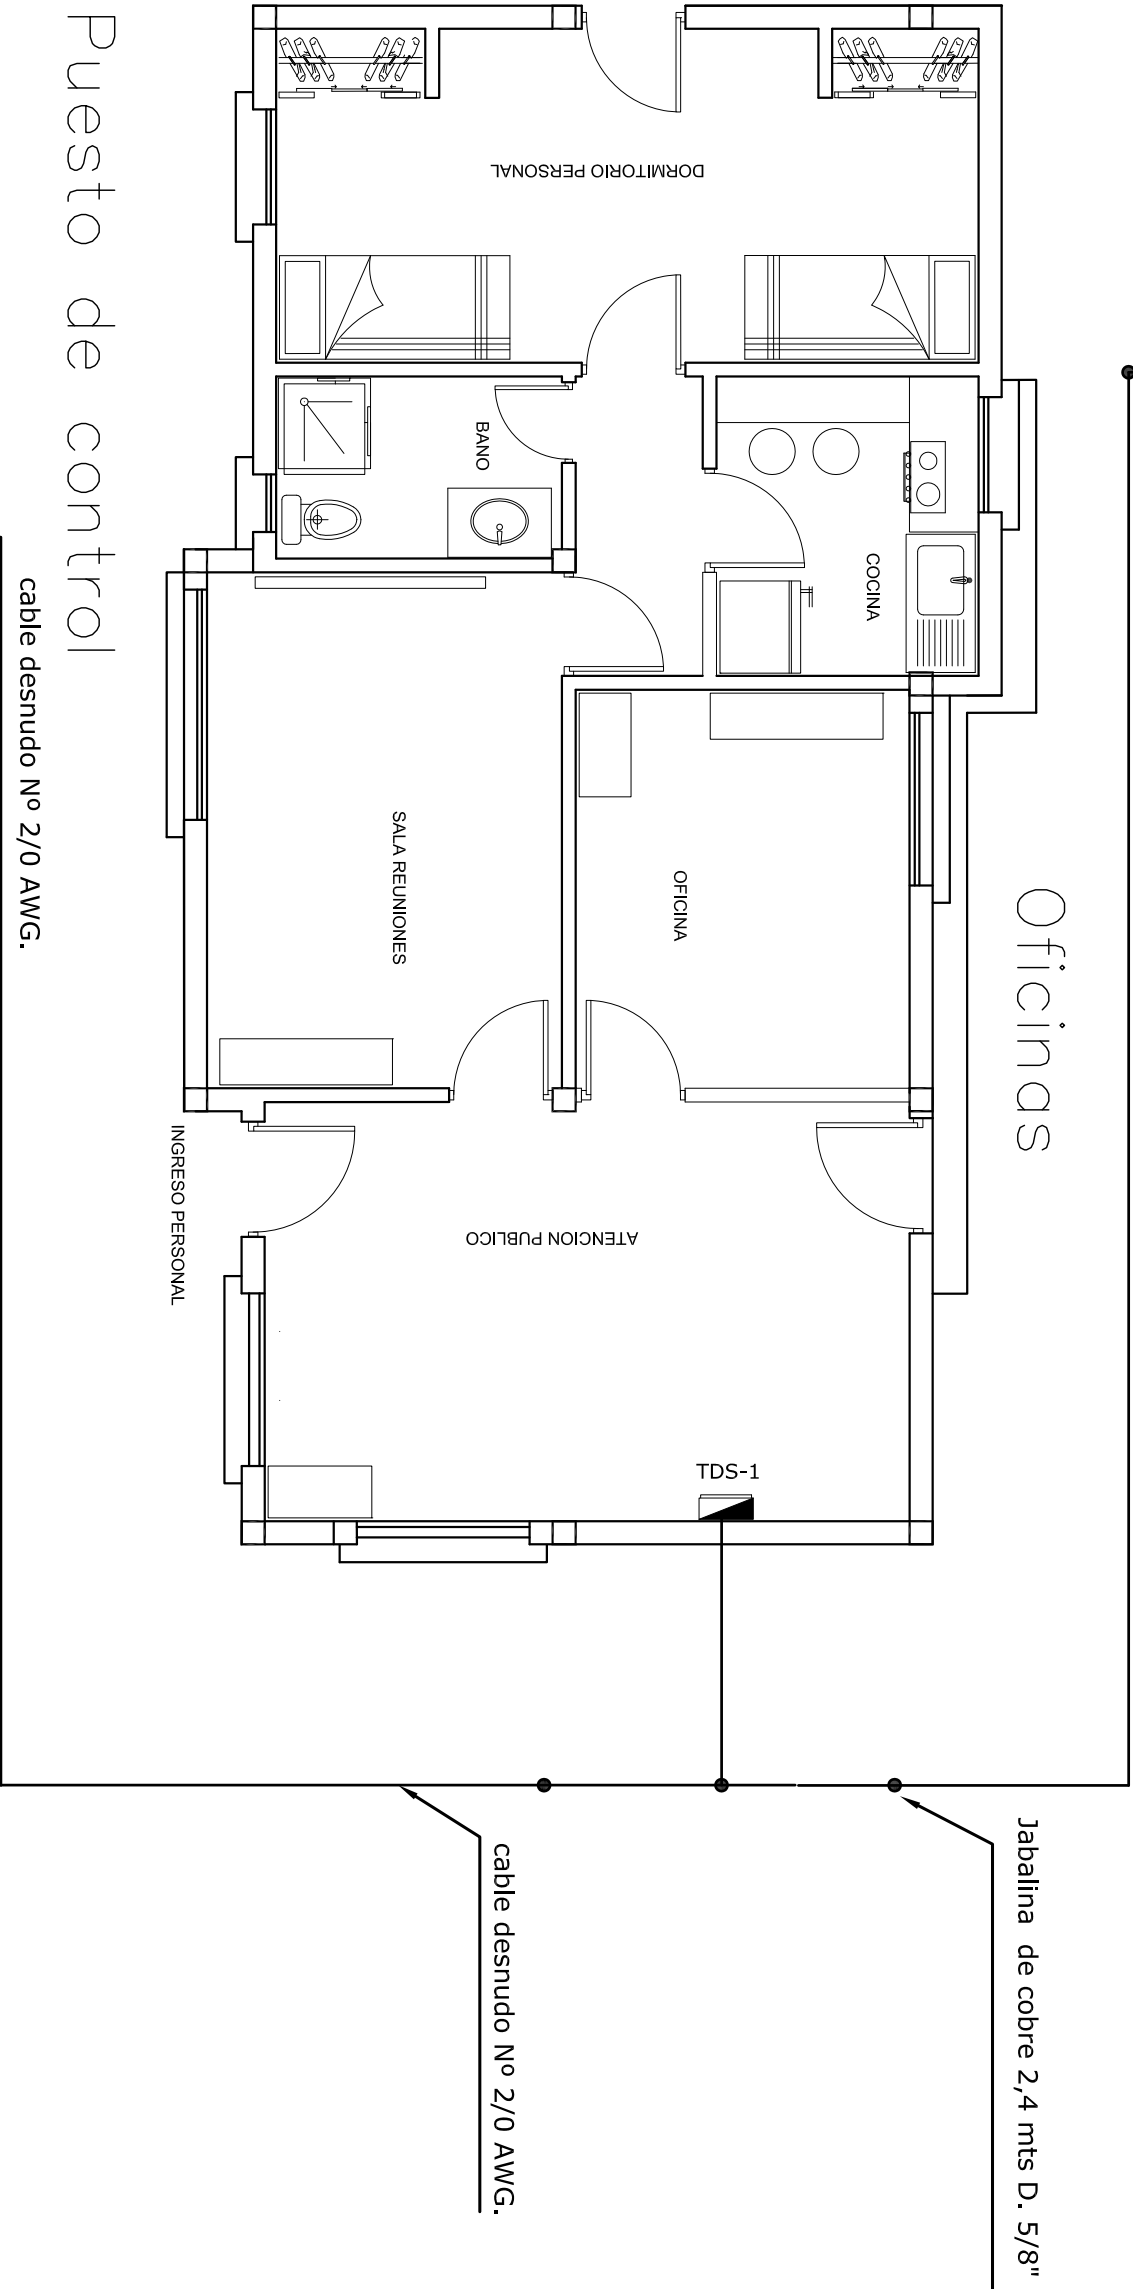 Puesto de control
Oficinas
DORMITORIO PERSONAL
BANO
COCINA
SALA REUNIONES
OFICINA
ATENCION PUBLICO
INGRESO PERSONAL
TDS-1
cable desnudo Nº 2/0 AWG.
cable desnudo Nº 2/0 AWG.
Jabalina de cobre 2,4 mts D. 5/8"